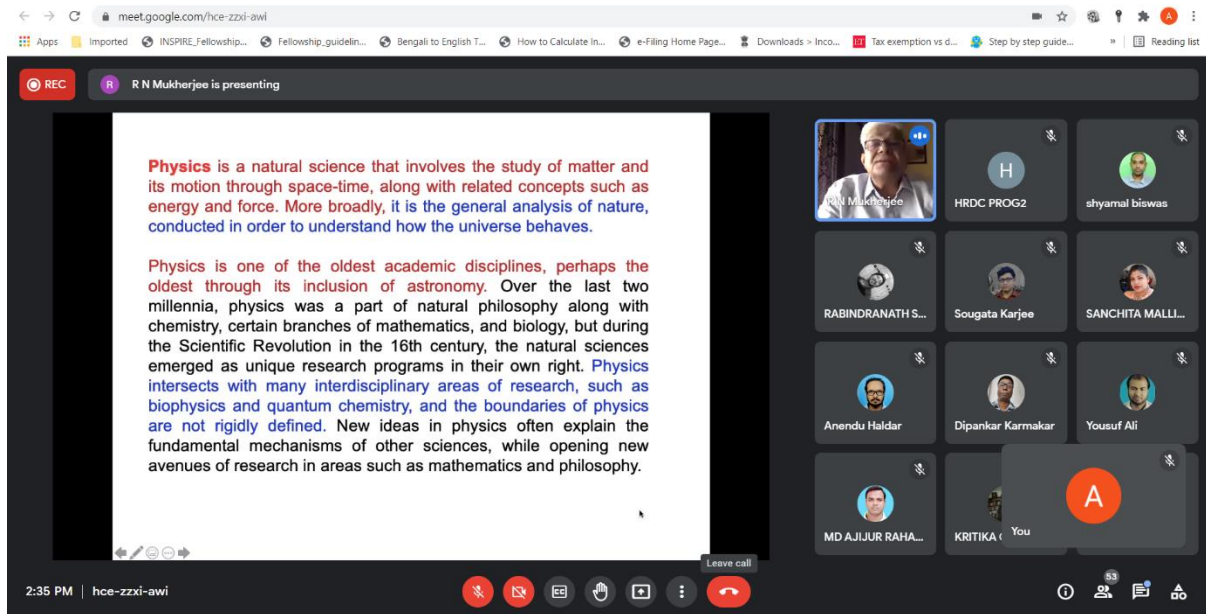 meet.google.com/hce-zzxi-awi
A
Apps Imported INSPIRE_Fellowship... Fellowship_guidelin... Bengali to English T... How to Calculate In... e-Filing Home Page... Downloads > Inco... ET Tax exemption vs d... Step by step guide... » Reading list
REC R R N Mukherjee is presenting
Physics is a natural science that involves the study of matter and
its motion through space-time, along with related concepts such as
energy and force. More broadly, it is the general analysis of nature,
conducted in order to understand how the universe behaves.
Physics is one of the oldest academic disciplines, perhaps the
oldest through its inclusion of astronomy. Over the last two
millennia, physics was a part of natural philosophy along with
chemistry, certain branches of mathematics, and biology, but during
the Scientific Revolution in the 16th century, the natural sciences
emerged as unique research programs in their own right. Physics
intersects with many interdisciplinary areas of research, such as
biophysics and quantum chemistry, and the boundaries of physics
are not rigidly defined. New ideas in physics often explain the
fundamental mechanisms of other sciences, while opening new
avenues of research in areas such as mathematics and philosophy.
H
R N Mukherjee HRDC PROG2 shyamal biswas
RABINDRANATH S... Sougata Karjee SANCHITA MALLI...
Anendu Haldar Dipankar Karmakar Yousuf Ali
A
MD AJIJUR RAHA... KRITIKA You
Leave call
2:35 PM | hce-zzxi-awi
CC
53